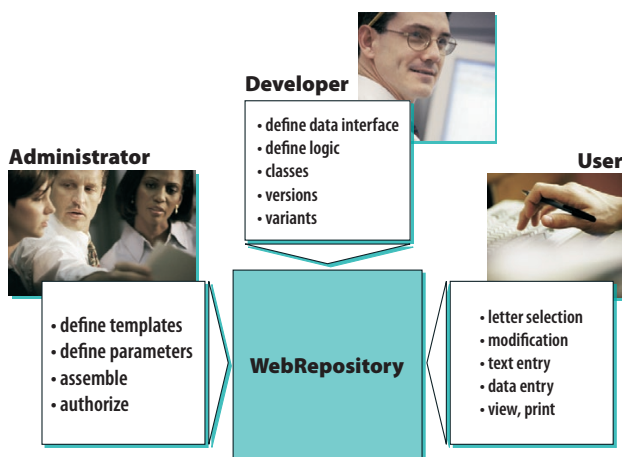 Developer
• define data interface
• define logic
• classes
• versions
• variants
Administrator
• define templates
• define parameters
• assemble
• authorize
User
• letter selection
• modification
• text entry
• data entry
• view, print
WebRepository